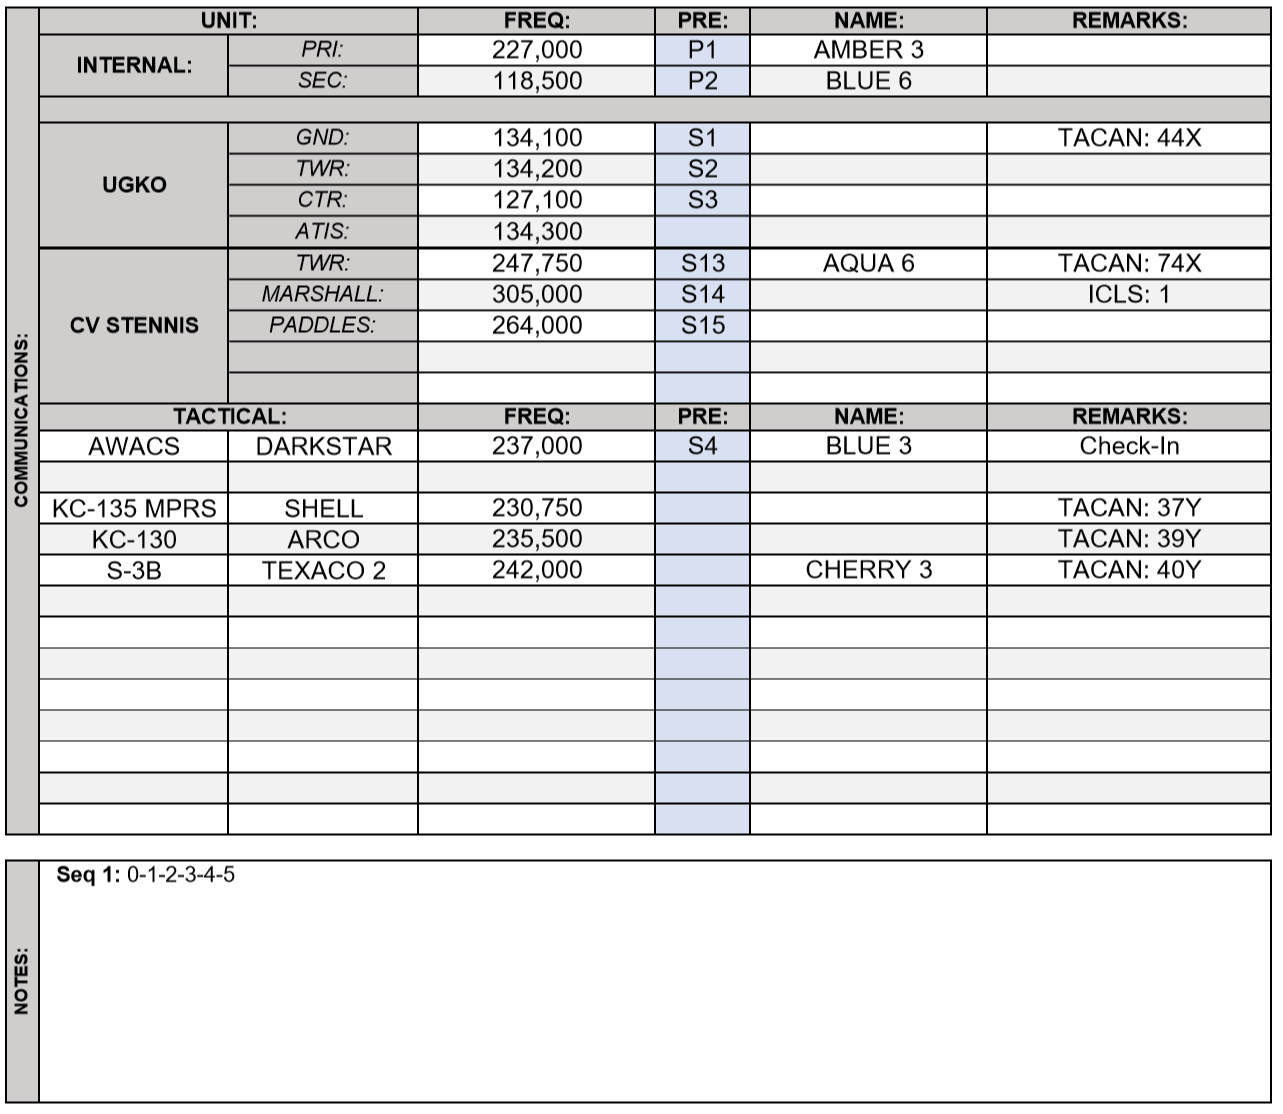 UNIT: FREQ: PRE: NAME: REMARKS:
INTERNAL: PRI: 227,000 P1 AMBER 3
SEC: 118,500 P2 BLUE 6
UGKO GND: 134,100 S1 TACAN: 44X
TWR: 134,200 S2
CTR: 127,100 S3
ATIS: 134,300
CV STENNIS TWR: 247,750 S13 AQUA 6 TACAN: 74X
MARSHALL: 305,000 S14 ICLS: 1
PADDLES: 264,000 S15
COMMUNICATIONS:
TACTICAL: FREQ: PRE: NAME: REMARKS:
AWACS DARKSTAR 237,000 S4 BLUE 3 Check-In
KC-135 MPRS SHELL 230,750 TACAN: 37Y
KC-130 ARCO 235,500 TACAN: 39Y
S-3B TEXACO 2 242,000 CHERRY 3 TACAN: 40Y
NOTES:
Seq 1: 0-1-2-3-4-5